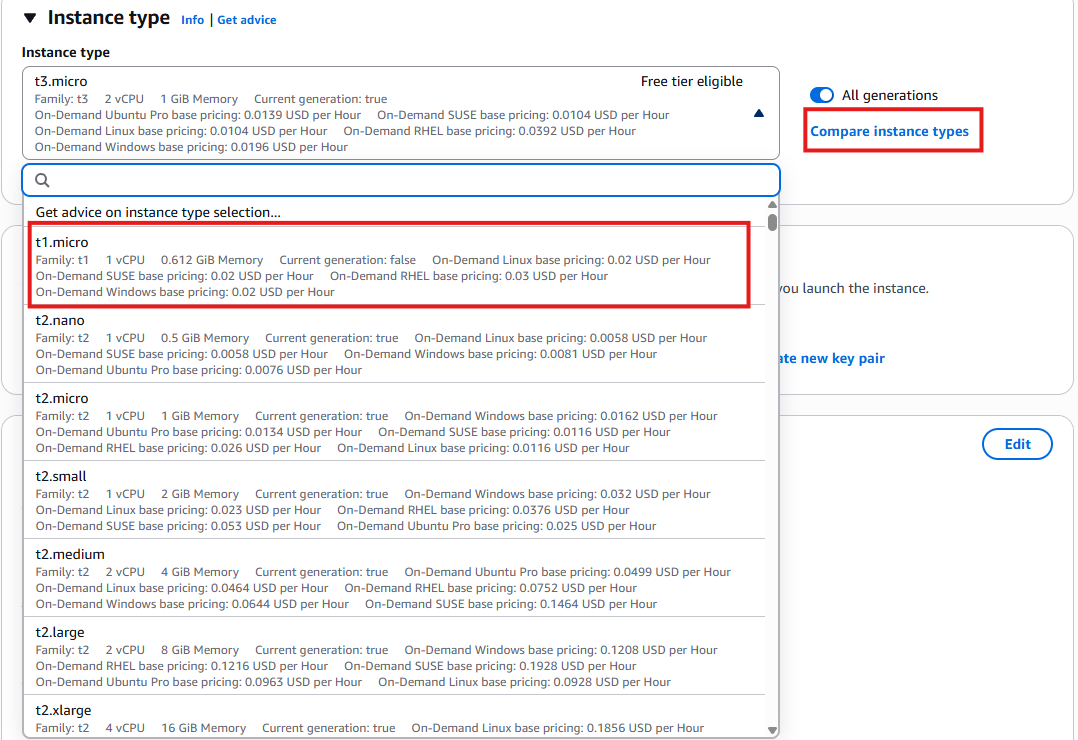 Instance type Info | Get advice
Instance type
t3.micro Free tier eligible
Family: t3 2 vCPU 1 GiB Memory Current generation: true
On-Demand Ubuntu Pro base pricing: 0.0139 USD per Hour On-Demand SUSE base pricing: 0.0104 USD per Hour
On-Demand Linux base pricing: 0.0104 USD per Hour On-Demand RHEL base pricing: 0.0392 USD per Hour
On-Demand Windows base pricing: 0.0196 USD per Hour
All generations
Compare instance types
Get advice on instance type selection...
t1.micro
Family: t1 1 vCPU 0.612 GiB Memory Current generation: false On-Demand Linux base pricing: 0.02 USD per Hour
On-Demand SUSE base pricing: 0.02 USD per Hour On-Demand RHEL base pricing: 0.03 USD per Hour
On-Demand Windows base pricing: 0.02 USD per Hour
t2.nano
Family: t2 1 vCPU 0.5 GiB Memory Current generation: true On-Demand Linux base pricing: 0.0058 USD per Hour
On-Demand SUSE base pricing: 0.0058 USD per Hour On-Demand Windows base pricing: 0.0081 USD per Hour
On-Demand Ubuntu Pro base pricing: 0.0076 USD per Hour
t2.micro
Family: t2 1 vCPU 1 GiB Memory Current generation: true On-Demand Windows base pricing: 0.0162 USD per Hour
On-Demand Ubuntu Pro base pricing: 0.0134 USD per Hour On-Demand SUSE base pricing: 0.0116 USD per Hour
On-Demand RHEL base pricing: 0.026 USD per Hour On-Demand Linux base pricing: 0.0116 USD per Hour
t2.small
Family: t2 1 vCPU 2 GiB Memory Current generation: true On-Demand Windows base pricing: 0.032 USD per Hour
On-Demand Linux base pricing: 0.023 USD per Hour On-Demand RHEL base pricing: 0.0376 USD per Hour
On-Demand SUSE base pricing: 0.053 USD per Hour On-Demand Ubuntu Pro base pricing: 0.025 USD per Hour
t2.medium
Family: t2 2 vCPU 4 GiB Memory Current generation: true On-Demand Ubuntu Pro base pricing: 0.0499 USD per Hour
On-Demand Linux base pricing: 0.0464 USD per Hour On-Demand RHEL base pricing: 0.0752 USD per Hour
On-Demand Windows base pricing: 0.0644 USD per Hour On-Demand SUSE base pricing: 0.1464 USD per Hour
t2.large
Family: t2 2 vCPU 8 GiB Memory Current generation: true On-Demand Windows base pricing: 0.1208 USD per Hour
On-Demand RHEL base pricing: 0.1216 USD per Hour On-Demand SUSE base pricing: 0.1928 USD per Hour
On-Demand Ubuntu Pro base pricing: 0.0963 USD per Hour On-Demand Linux base pricing: 0.0928 USD per Hour
t2.xlarge
Family: t2 4 vCPU 16 GiB Memory Current generation: true On-Demand Linux base pricing: 0.1856 USD per Hour
you launch the instance.
ate new key pair
Edit